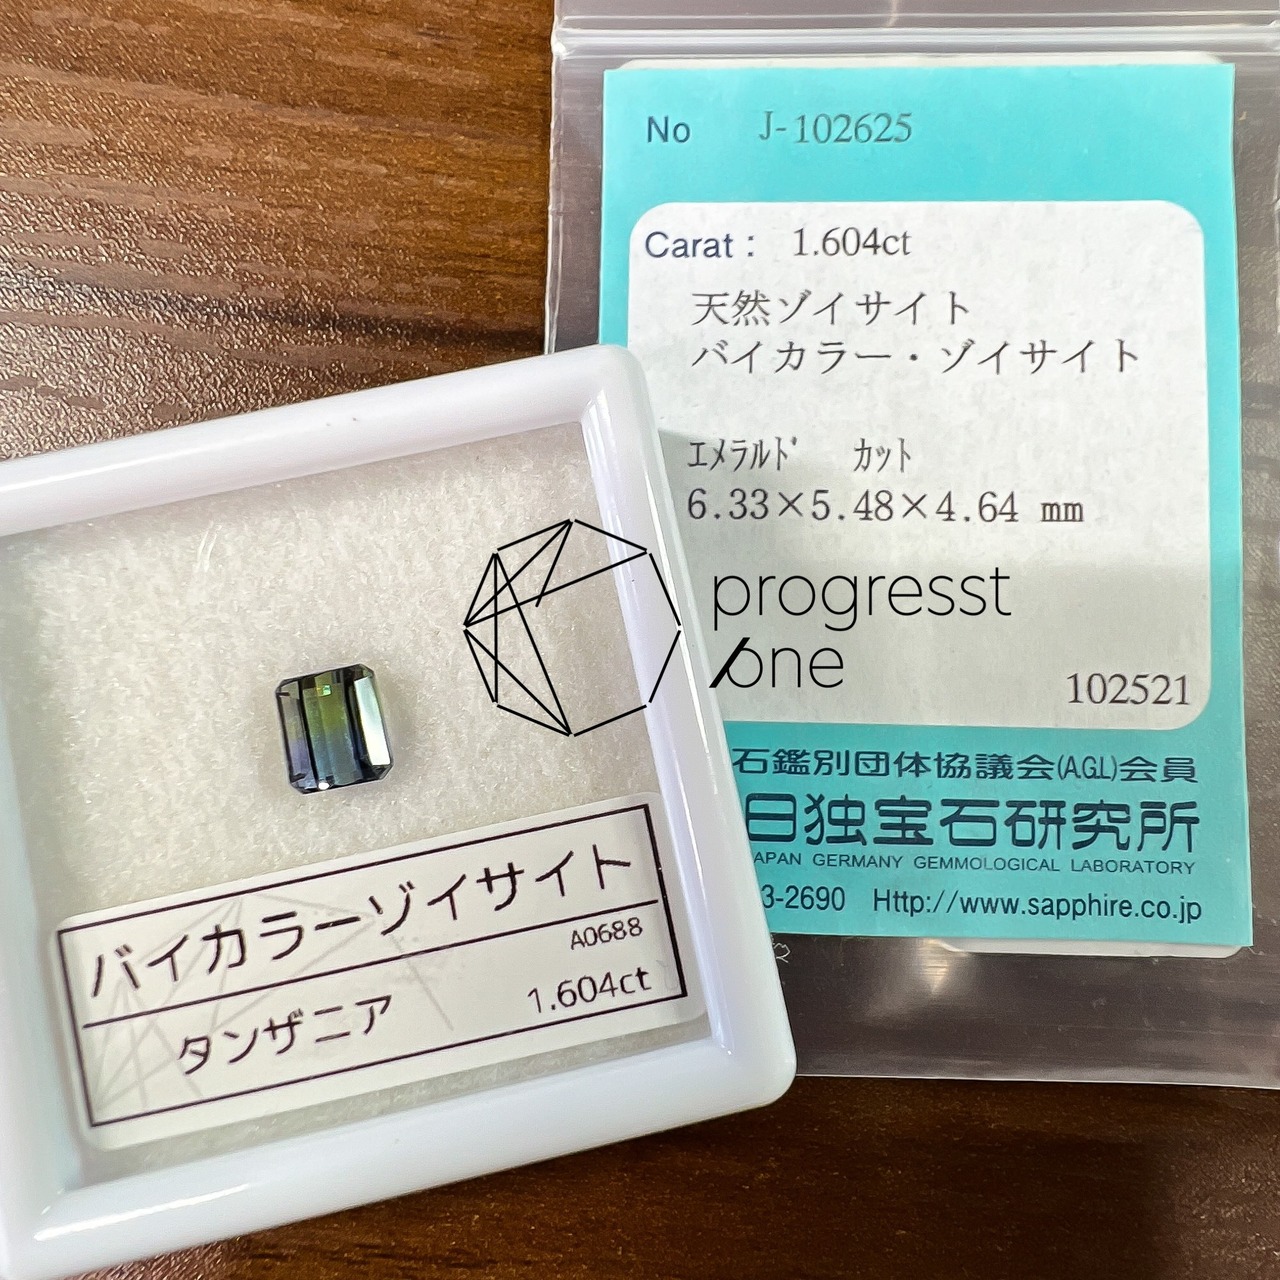 No J-102625
Carat : 1.604ct
天然ゾイサイト
バイカラー・ゾイサイト
ｴﾒﾗﾙﾄﾞ ｶｯﾄ
6.33×5.48×4.64 mm
102521
石鑑別団体協議会(A.G.L)会員
日独宝石研究所
JAPAN GERMANY GEMMOLOGICAL LABORATORY
3-2690 Http://www.sapphire.co.jp
progresst
one
バイカラーゾイサイト
A0688
タンザニア 1.604ct